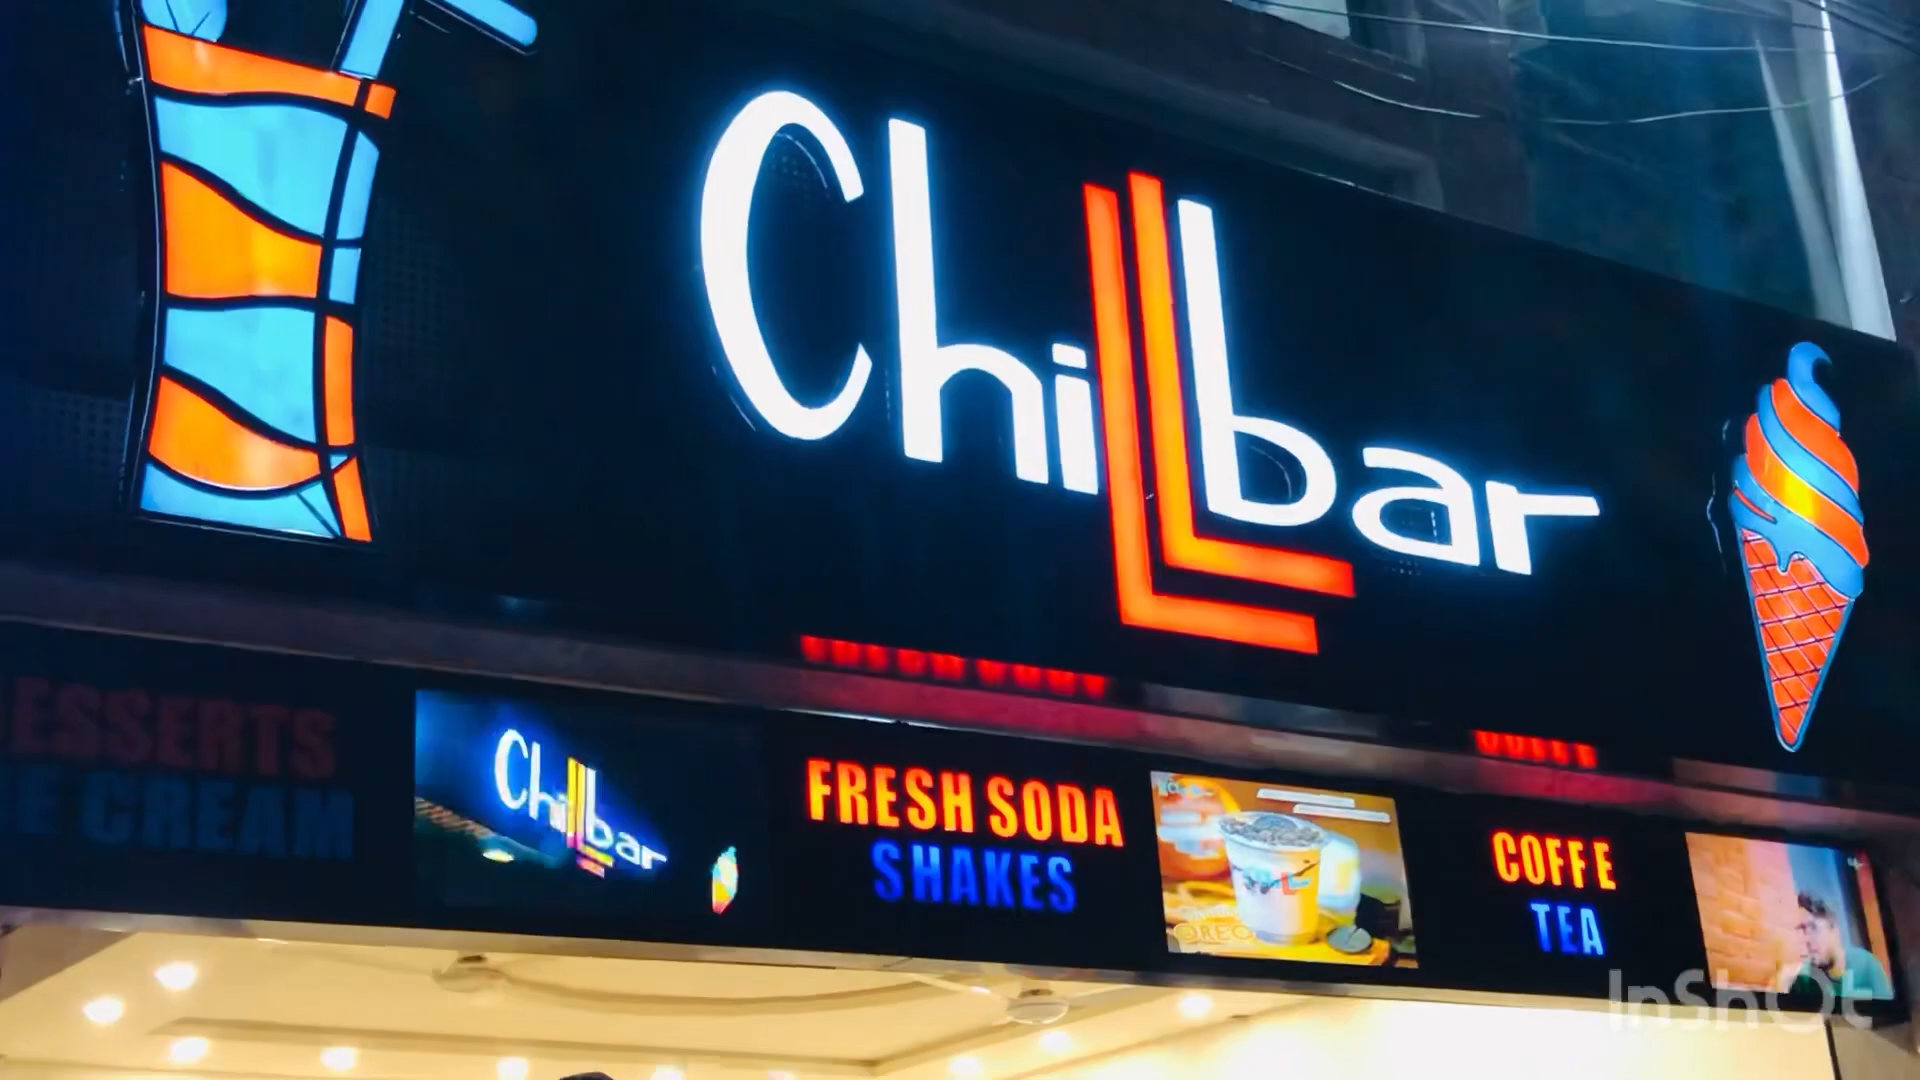 Chillbar
ESSERTS
E CREAM
Chillbar
FRESH SODA
SHAKES
OREO
COFFE
TEA
InShOt